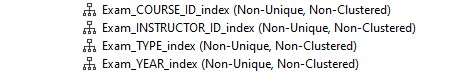 Exam_COURSE_ID_index (Non-Unique, Non-Clustered)
Exam_INSTRUCTOR_ID_index (Non-Unique, Non-Clustered)
Exam_TYPE_index (Non-Unique, Non-Clustered)
Exam_YEAR_index (Non-Unique, Non-Clustered)